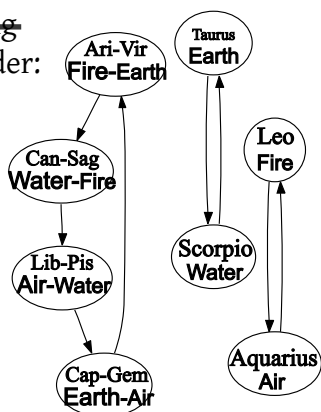 der:
Ari-Vir
Fire-Earth
Can-Sag
Water-Fire
Lib-Pis
Air-Water
Cap-Gem
Earth-Air
Taurus
Earth
Scorpio
Water
Leo
Fire
Aquarius
Air